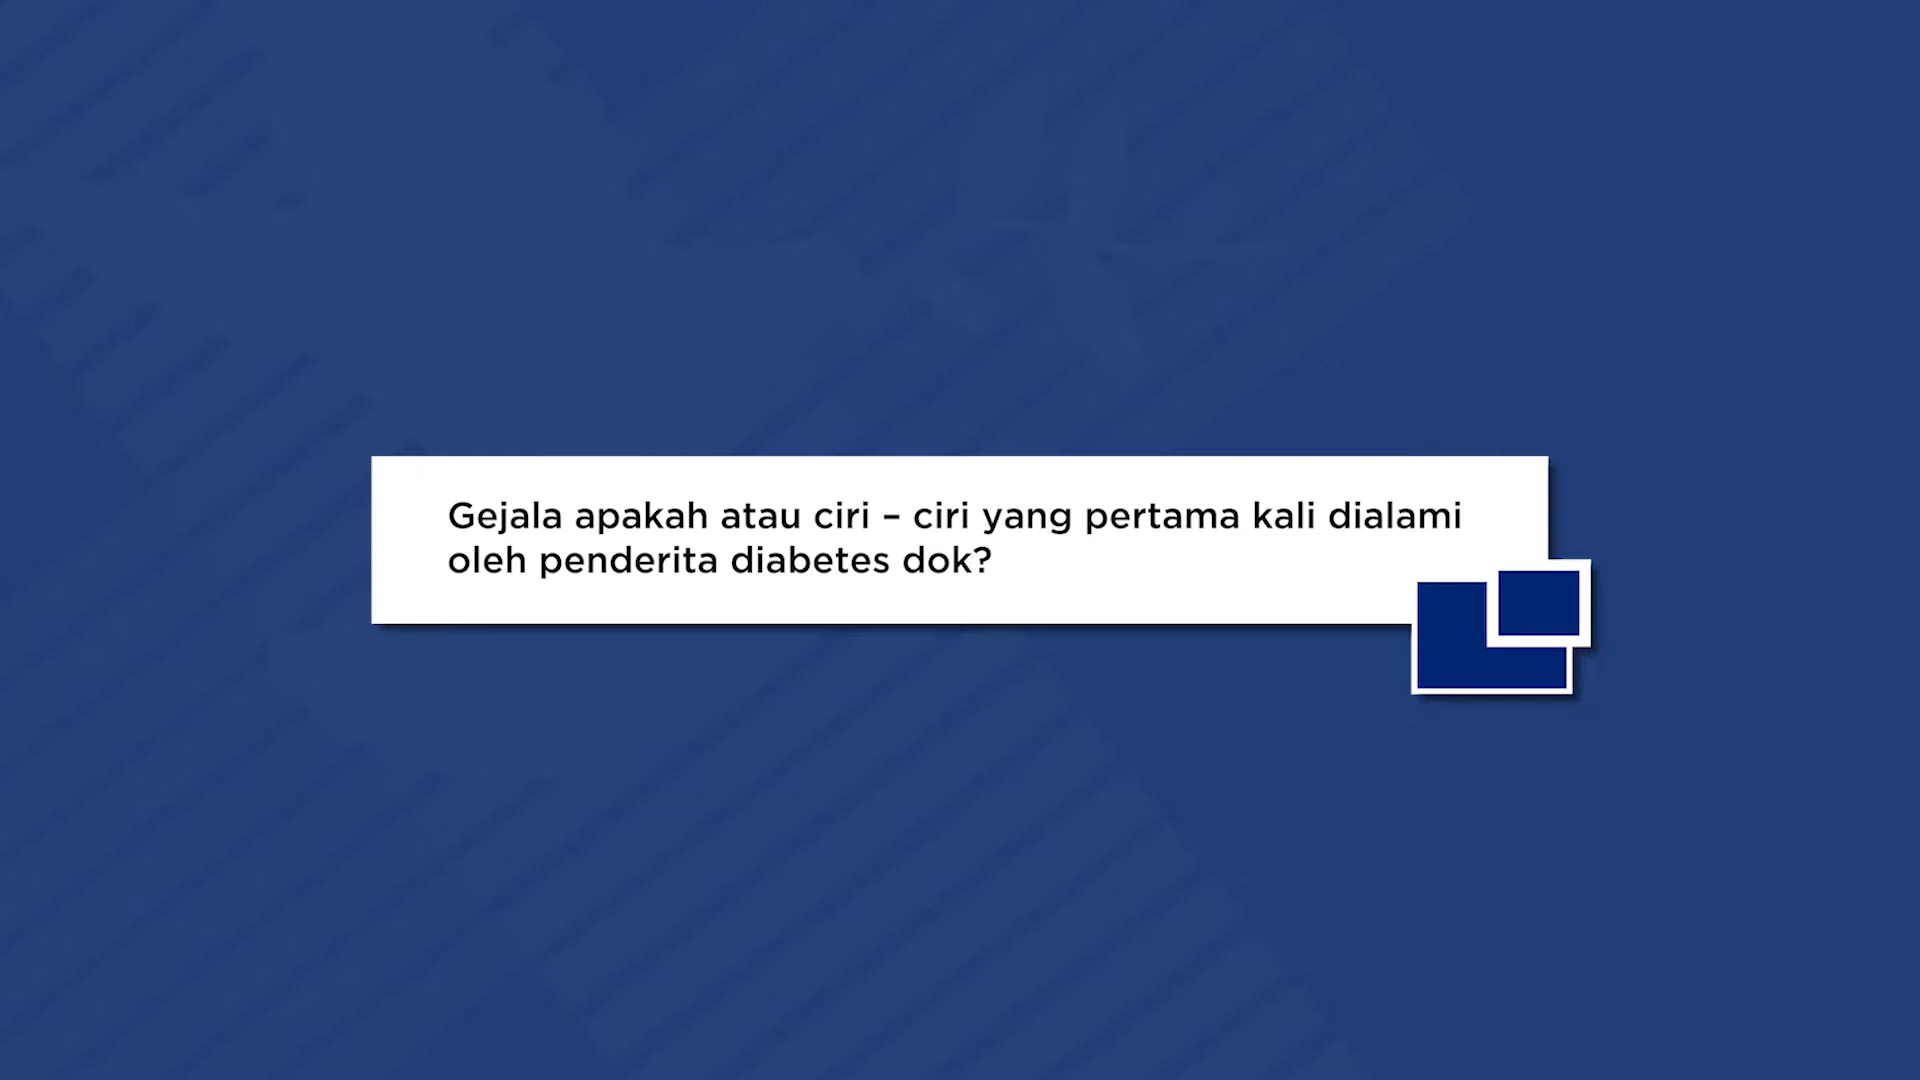 Gejala apakah atau ciri – ciri yang pertama kali dialami
oleh penderita diabetes dok?